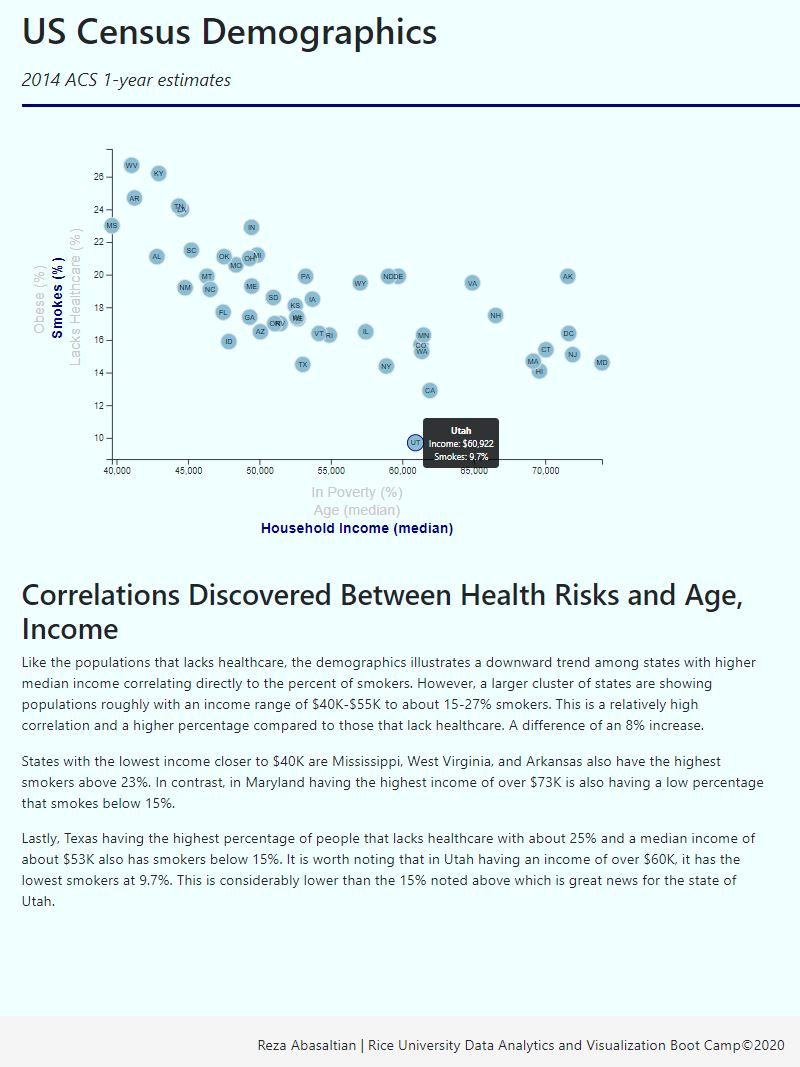 US Census Demographics
2014 ACS 1-year estimates
Obese (%)
Smokes (%)
Lacks Healthcare (%)
26
24
22
20
18
16
14
12
10
WV
KY
AR
TN
MS
IN
AL
SC
OK
OH
MI
MO
MT
PA
ND
DE
AK
NM
NC
ME
WY
VA
SD
IA
KS
FL
GA
NH
AZ
VT
RI
IL
MN
DC
ID
CO
WA
CT
NJ
MA
TX
NY
HI
MD
CA
UT
Utah
Income: $60,922
Smokes: 9.7%
40,000 45,000 50,000 55,000 60,000 65,000 70,000
In Poverty (%)
Age (median)
Household Income (median)
Correlations Discovered Between Health Risks and Age,
Income
Like the populations that lacks healthcare, the demographics illustrates a downward trend among states with higher
median income correlating directly to the percent of smokers. However, a larger cluster of states are showing
populations roughly with an income range of $40K-$55K to about 15-27% smokers. This is a relatively high
correlation and a higher percentage compared to those that lack healthcare. A difference of an 8% increase.
States with the lowest income closer to $40K are Mississippi, West Virginia, and Arkansas also have the highest
smokers above 23%. In contrast, in Maryland having the highest income of over $73K is also having a low percentage
that smokes below 15%.
Lastly, Texas having the highest percentage of people that lacks healthcare with about 25% and a median income of
about $53K also has smokers below 15%. It is worth noting that in Utah having an income of over $60K, it has the
lowest smokers at 9.7%. This is considerably lower than the 15% noted above which is great news for the state of
Utah.
Reza Abasaltian | Rice University Data Analytics and Visualization Boot Camp©2020